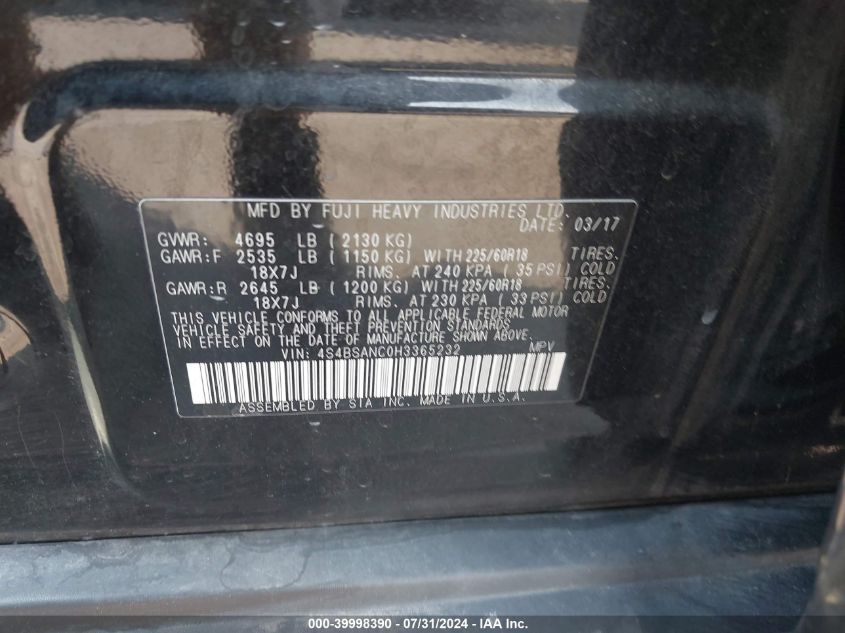 MFD BY FUJI HEAVY INDUSTRIES LTD.
DATE: 03/17
GVWR: 4695 LB ( 2130 KG)
GAWR:F 2535 LB ( 1150 KG) WITH 225/60R18 TIRES.
18X7J RIMS. AT 240 KPA ( 35 PSI) COLD
GAWR:R 2645 LB ( 1200 KG) WITH 225/60R18 TIRES.
18X7J RIMS. AT 230 KPA ( 33 PSI) COLD
THIS VEHICLE CONFORMS TO ALL APPLICABLE FEDERAL MOTOR
VEHICLE SAFETY AND THEFT PREVENTION STANDARDS
IN EFFECT ON THE DATE OF MANUFACTURE SHOWN ABOVE.
VIN: 4S4BSANC0H3365232 MPV
ASSEMBLED BY SIA INC. MADE IN U.S.A.
000-39998390 - 07/31/2024 - IAA Inc.